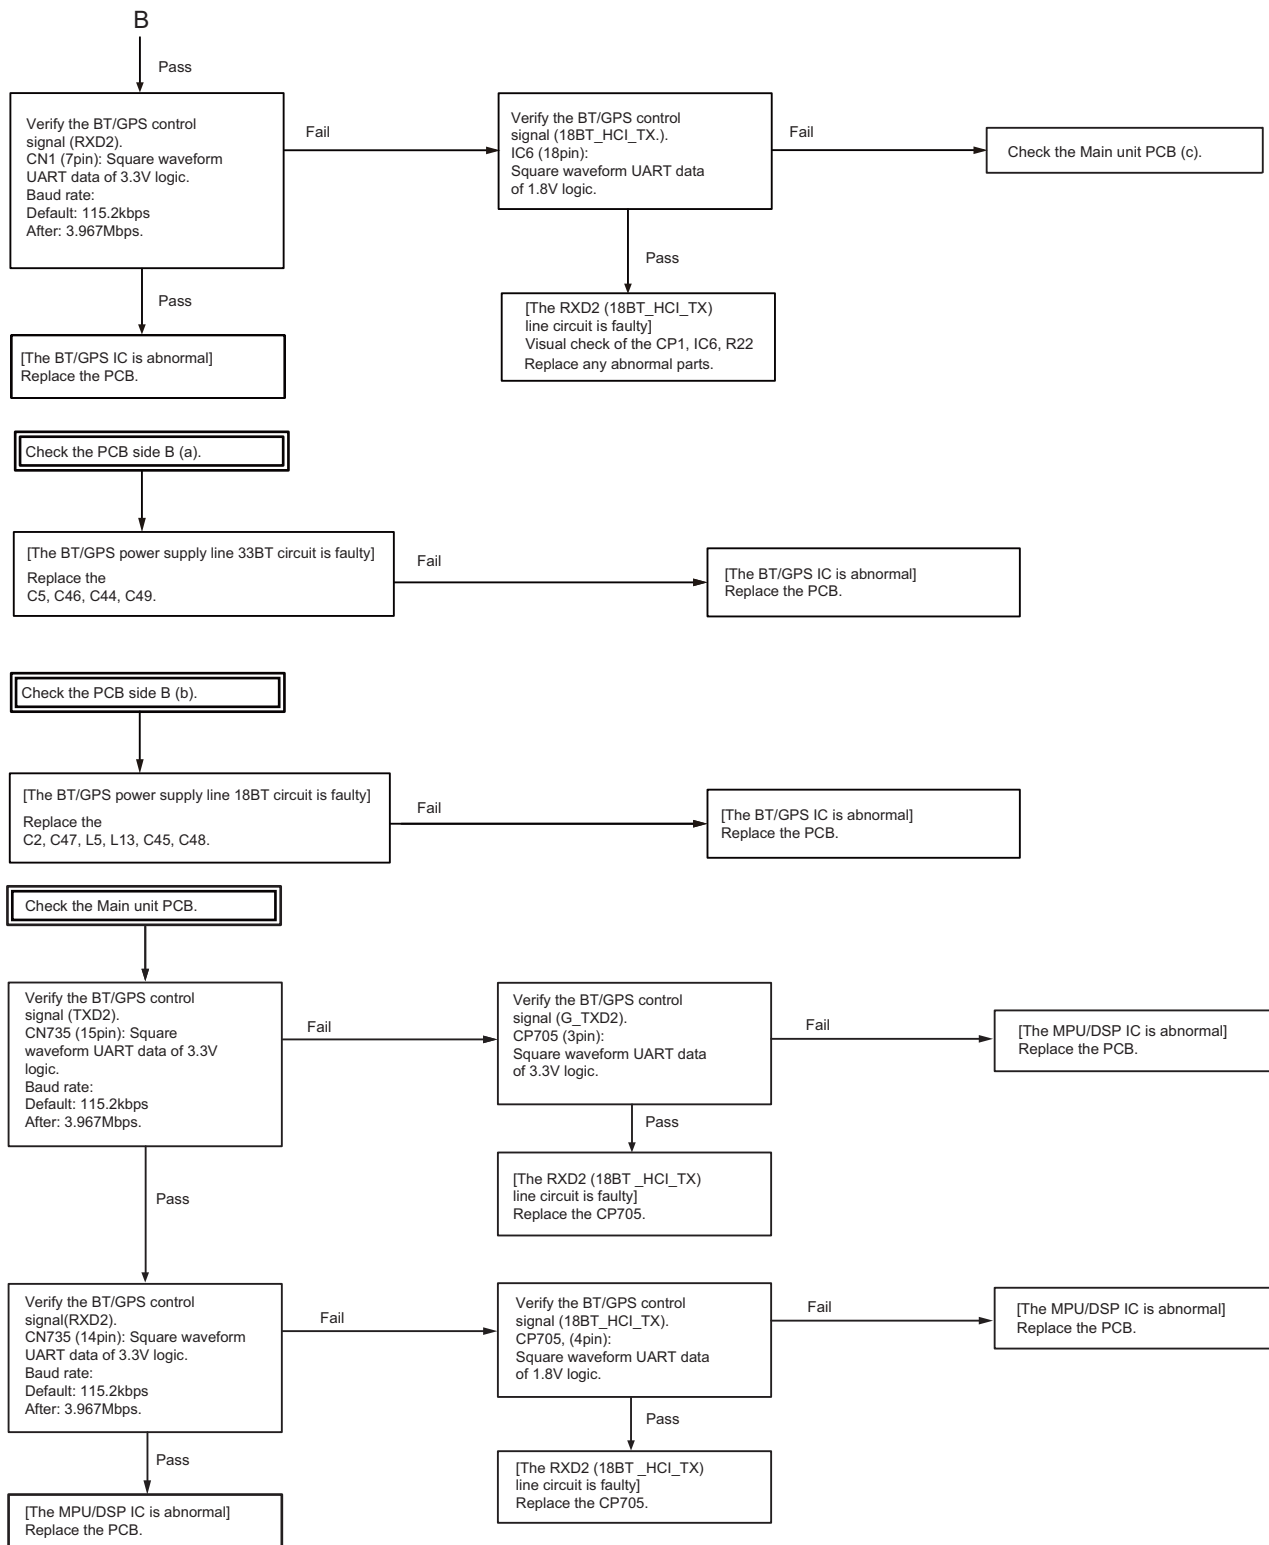 B
Pass
Verify the BT/GPS control
signal (RXD2).
CN1 (7pin): Square waveform
UART data of 3.3V logic.
Baud rate:
Default: 115.2kbps
After: 3.967Mbps.
Fail
Verify the BT/GPS control
signal (18BT_HCI_TX.).
IC6 (18pin):
Square waveform UART data
of 1.8V logic.
Fail
Check the Main unit PCB (c).
Pass
Pass
[The BT/GPS IC is abnormal]
Replace the PCB.
[The RXD2 (18BT_HCI_TX)
line circuit is faulty]
Visual check of the CP1, IC6, R22
Replace any abnormal parts.
Check the PCB side B (a).
[The BT/GPS power supply line 33BT circuit is faulty]
Replace the
C5, C46, C44, C49.
Fail
[The BT/GPS IC is abnormal]
Replace the PCB.
Check the PCB side B (b).
[The BT/GPS power supply line 18BT circuit is faulty]
Replace the
C2, C47, L5, L13, C45, C48.
Fail
[The BT/GPS IC is abnormal]
Replace the PCB.
Check the Main unit PCB.
Verify the BT/GPS control
signal (TXD2).
CN735 (15pin): Square
waveform UART data of 3.3V
logic.
Baud rate:
Default: 115.2kbps
After: 3.967Mbps.
Fail
Verify the BT/GPS control
signal (G_TXD2).
CP705 (3pin):
Square waveform UART data
of 3.3V logic.
Fail
[The MPU/DSP IC is abnormal]
Replace the PCB.
Pass
[The RXD2 (18BT _HCI_TX)
line circuit is faulty]
Replace the CP705.
Pass
Verify the BT/GPS control
signal(RXD2).
CN735 (14pin): Square waveform
UART data of 3.3V logic.
Baud rate:
Default: 115.2kbps
After: 3.967Mbps.
Fail
Verify the BT/GPS control
signal (18BT_HCI_TX).
CP705, (4pin):
Square waveform UART data
of 1.8V logic.
Fail
[The MPU/DSP IC is abnormal]
Replace the PCB.
Pass
[The RXD2 (18BT _HCI_TX)
line circuit is faulty]
Replace the CP705.
Pass
[The MPU/DSP IC is abnormal]
Replace the PCB.